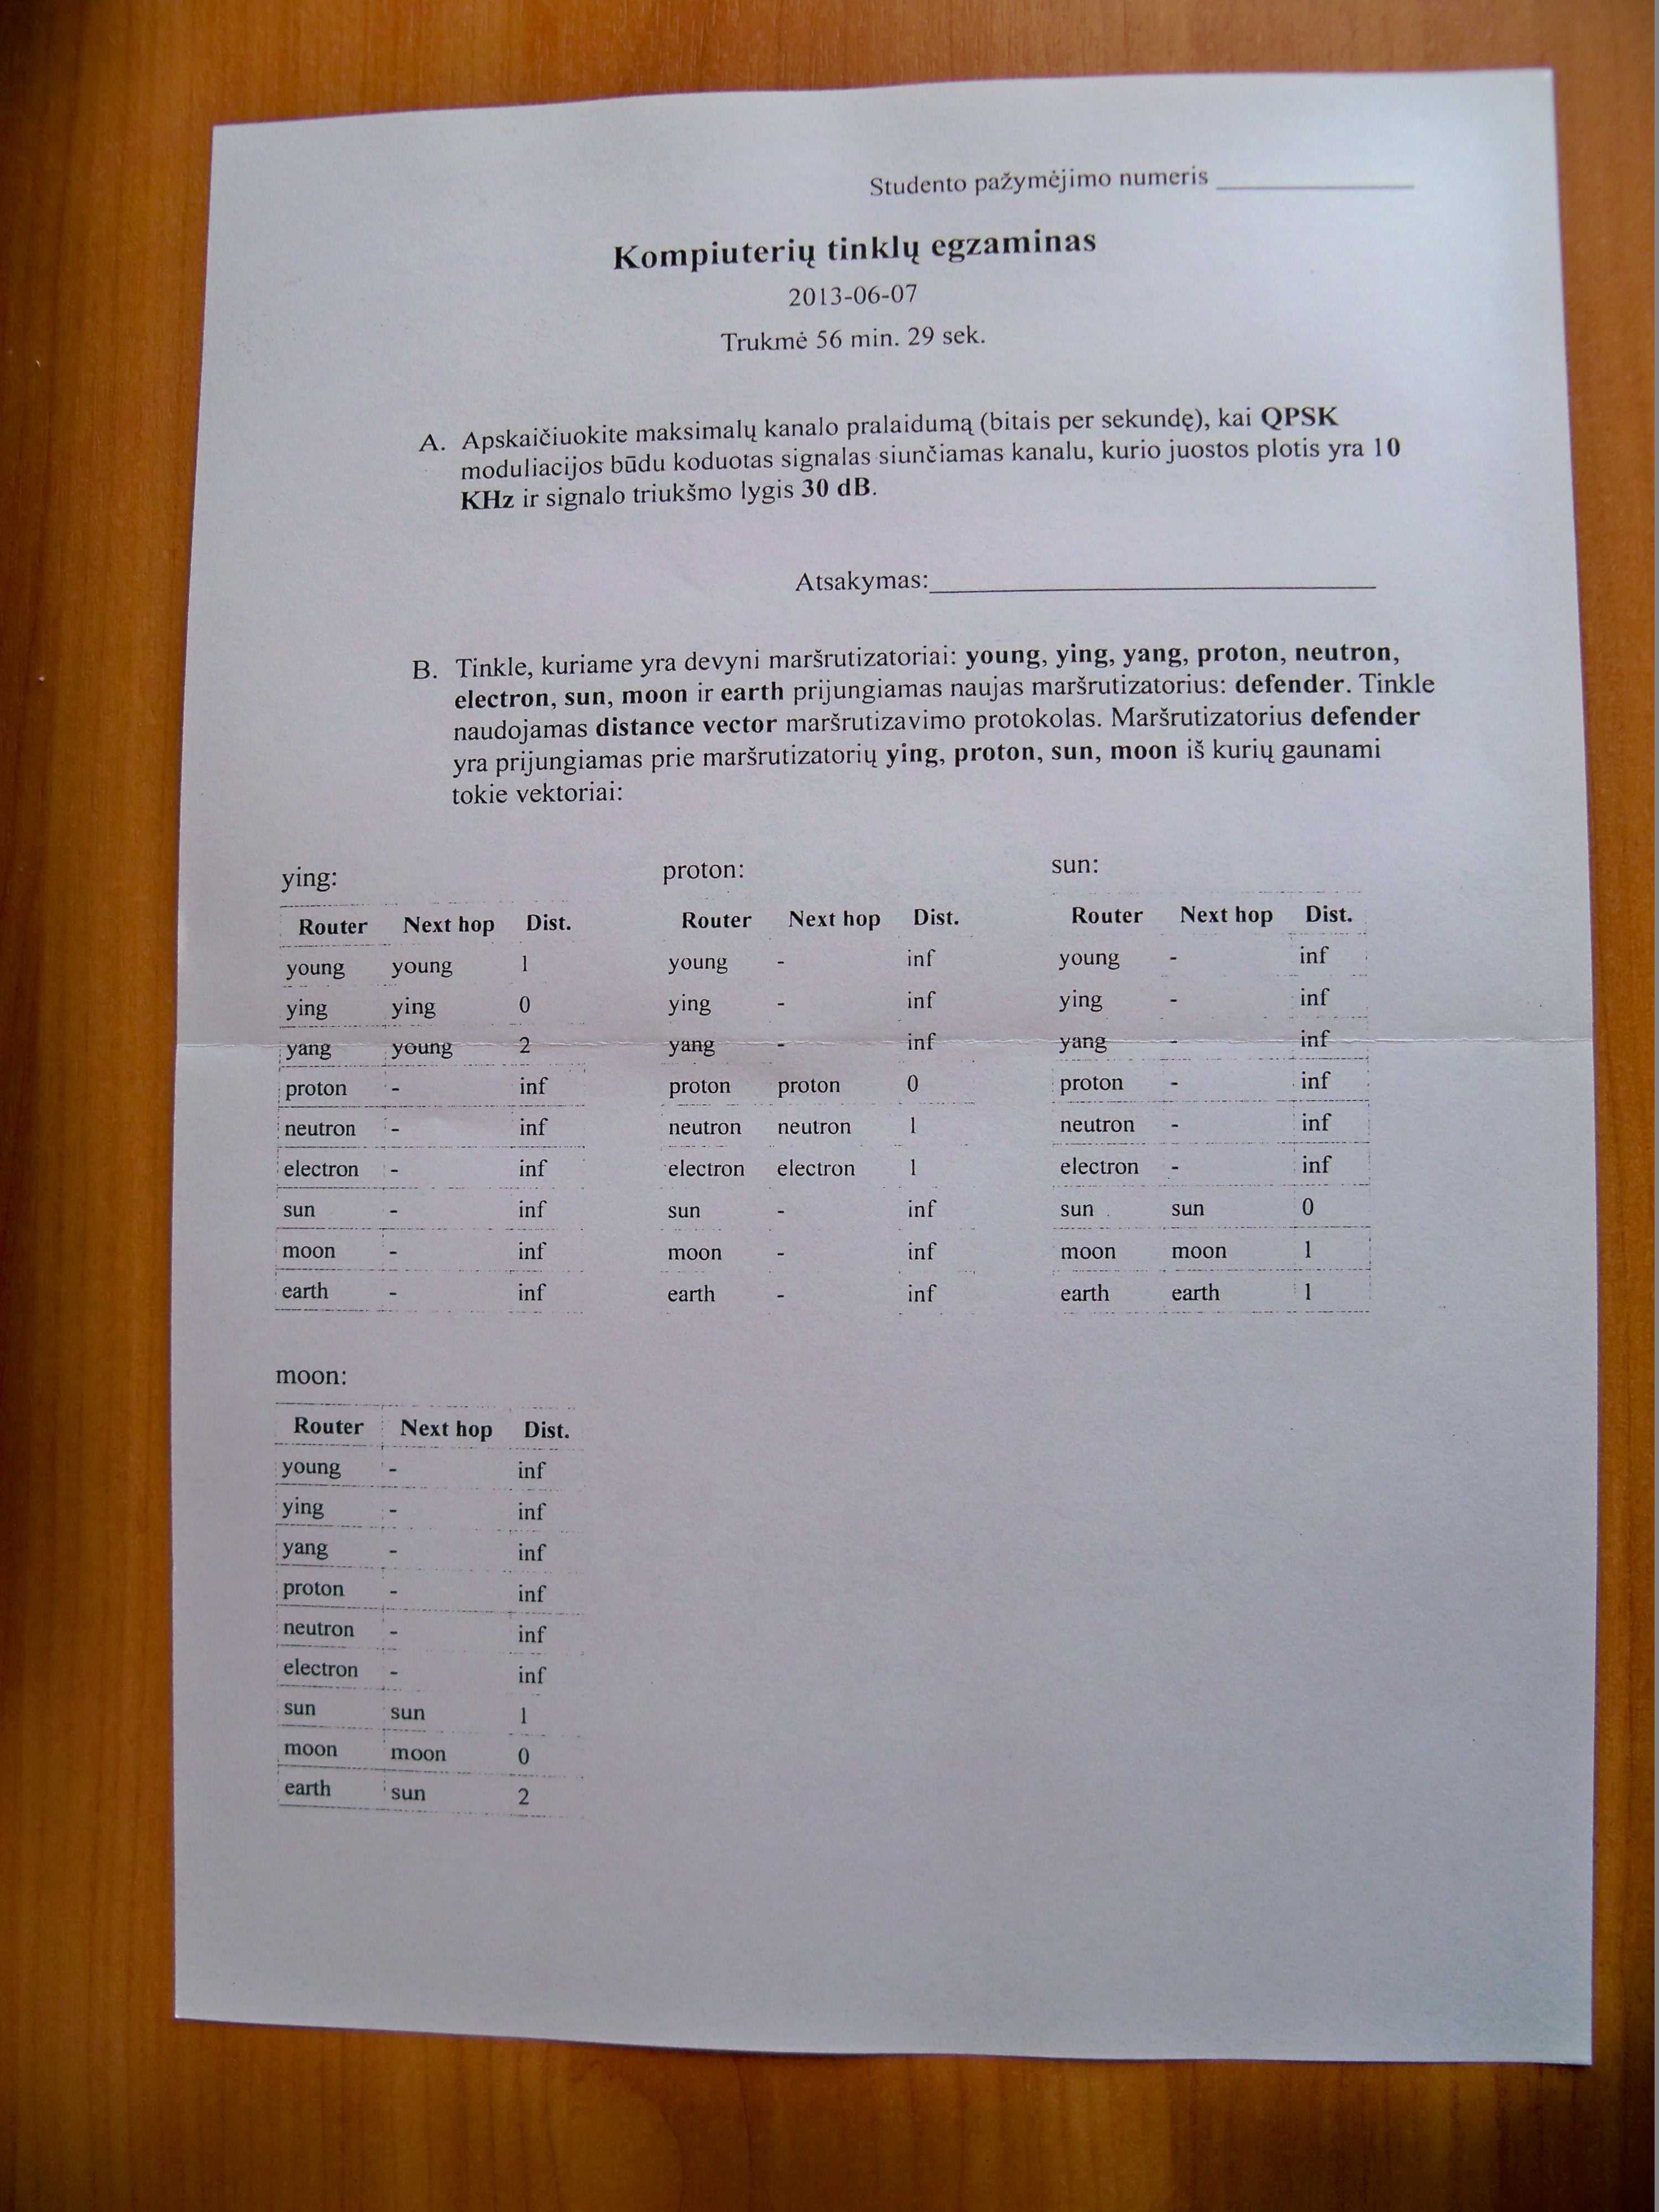 Studento pažymėjimo numeris
Kompiuterių tinklų egzaminas
2013-06-07
Trukmė 56 min. 29 sek.
A. Apskaičiuokite maksimalų kanalo pralaidumą (bitais per sekundę), kai QPSK
moduliacijos būdu koduotas signalas siunčiamas kanalu, kurio juostos plotis yra 10
KHz ir signalo triukšmo lygis 30 dB.
Atsakymas:
B. Tinkle, kuriame yra devyni maršrutizatoriai: young, ying, yang, proton, neutron,
electron, sun, moon ir earth prijungiamas naujas maršrutizatorius: defender. Tinkle
naudojamas distance vector maršrutizavimo protokolas. Maršrutizatorius defender
yra prijungiamas prie maršrutizatorių ying, proton, sun, moon iš kurių gaunami
tokie vektoriai:
ying:
Router Next hop Dist.
young young 1
ying ying 0
yang young 2
proton - inf
neutron - inf
electron - inf
sun - inf
moon - inf
earth - inf
proton:
Router Next hop Dist.
young - inf
ying - inf
yang - inf
proton proton 0
neutron neutron 1
electron electron 1
sun - inf
moon - inf
earth - inf
sun:
Router Next hop Dist.
young - inf
ying - inf
yang - inf
proton - inf
neutron - inf
electron - inf
sun sun 0
moon moon 1
earth earth 1
moon:
Router Next hop Dist.
young - inf
ying - inf
yang - inf
proton - inf
neutron - inf
electron - inf
sun sun 1
moon moon 0
earth sun 2